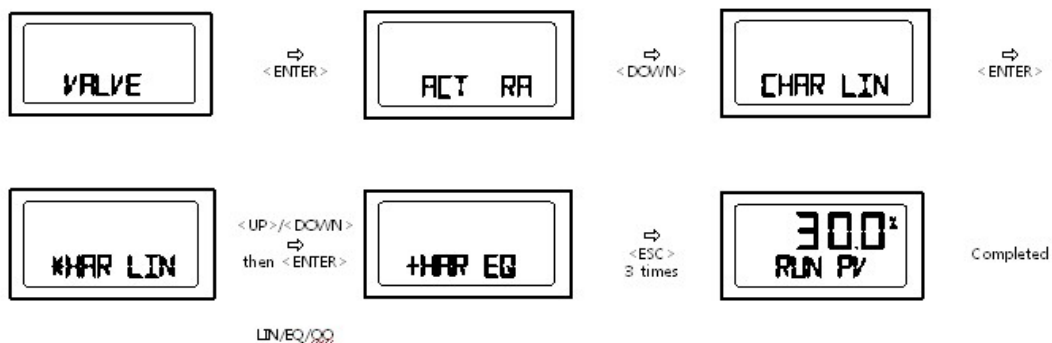 VALVE
⇨
<ENTER>
ACT RA
⇨
<DOWN>
CHAR LIN
⇨
<ENTER>
*HAR LIN
<UP>/<DOWN>
⇨
then <ENTER>
LIN/EQ/QO
+HAR EQ
⇨
<ESC>
3 times
30.0%
RUN PV
Completed